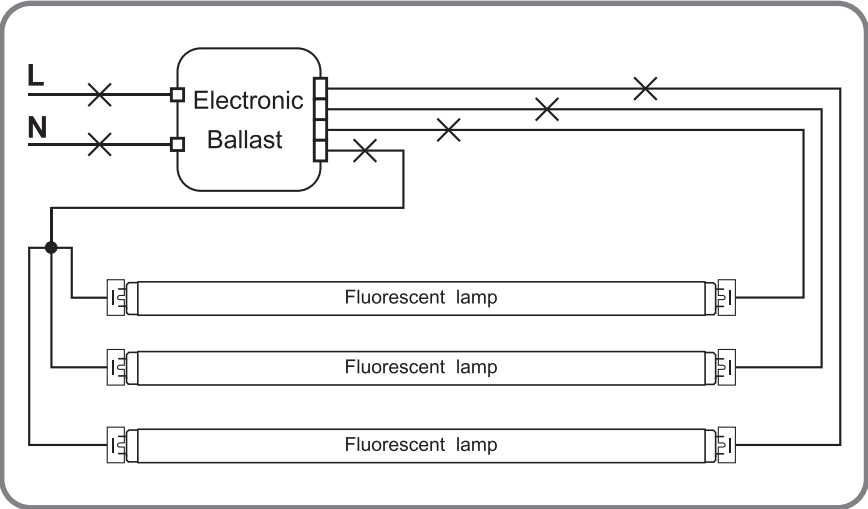 L
Electronic
N
Ballast
Fluorescent lamp
Fluorescent lamp
Fluorescent lamp